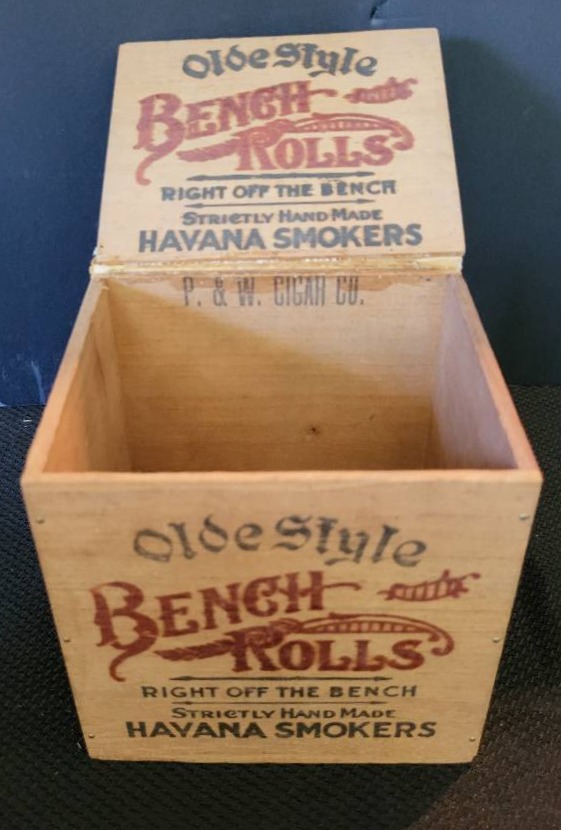 Olde Style
BENCH
ROLLS
RIGHT OFF THE BENCH
STRICTLY HAND MADE
HAVANA SMOKERS
P. & W. CIGAR CO.
Olde Style
BENCH
ROLLS
RIGHT OFF THE BENCH
STRICTLY HAND MADE
HAVANA SMOKERS